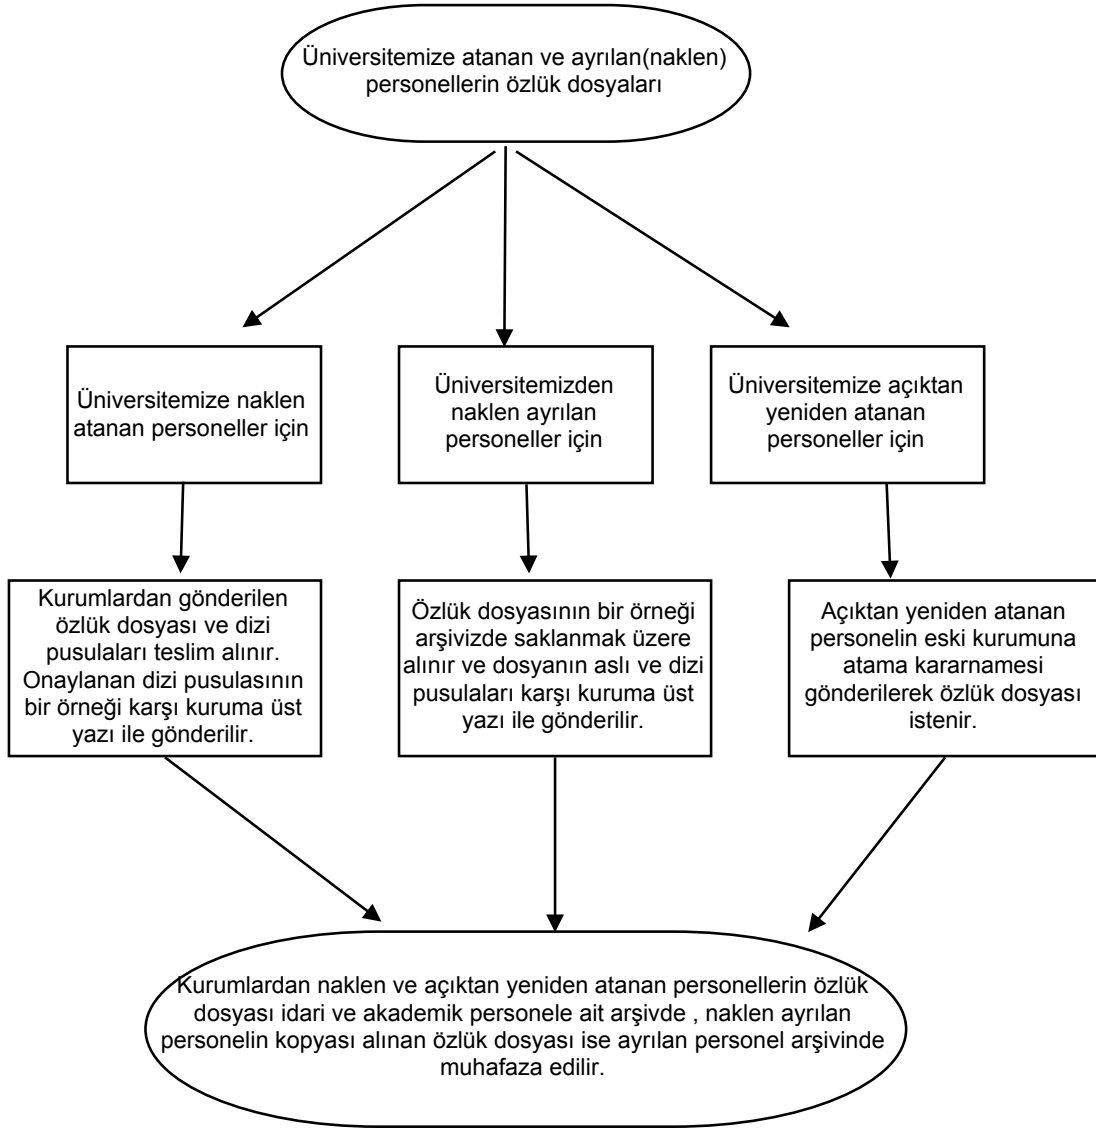 Üniversitemize atanan ve ayrılan(naklen)
personellerin özlük dosyaları
Üniversitemize naklen
atanan personeller için
Üniversitemizden
naklen ayrılan
personeller için
Üniversitemize açıktan
yeniden atanan
personeller için
Kurumlardan gönderilen
özlük dosyası ve dizi
pusulaları teslim alınır.
Onaylanan dizi pusulasının
bir örneği karşı kuruma üst
yazı ile gönderilir.
Özlük dosyasının bir örneği
arşivizde saklanmak üzere
alınır ve dosyanın aslı ve dizi
pusulaları karşı kuruma üst
yazı ile gönderilir.
Açıktan yeniden atanan
personelin eski kurumuna
atama kararnamesi
gönderilerek özlük dosyası
istenir.
Kurumlardan naklen ve açıktan yeniden atanan personellerin özlük
dosyası idari ve akademik personele ait arşivde , naklen ayrılan
personelin kopyası alınan özlük dosyası ise ayrılan personel arşivinde
muhafaza edilir.